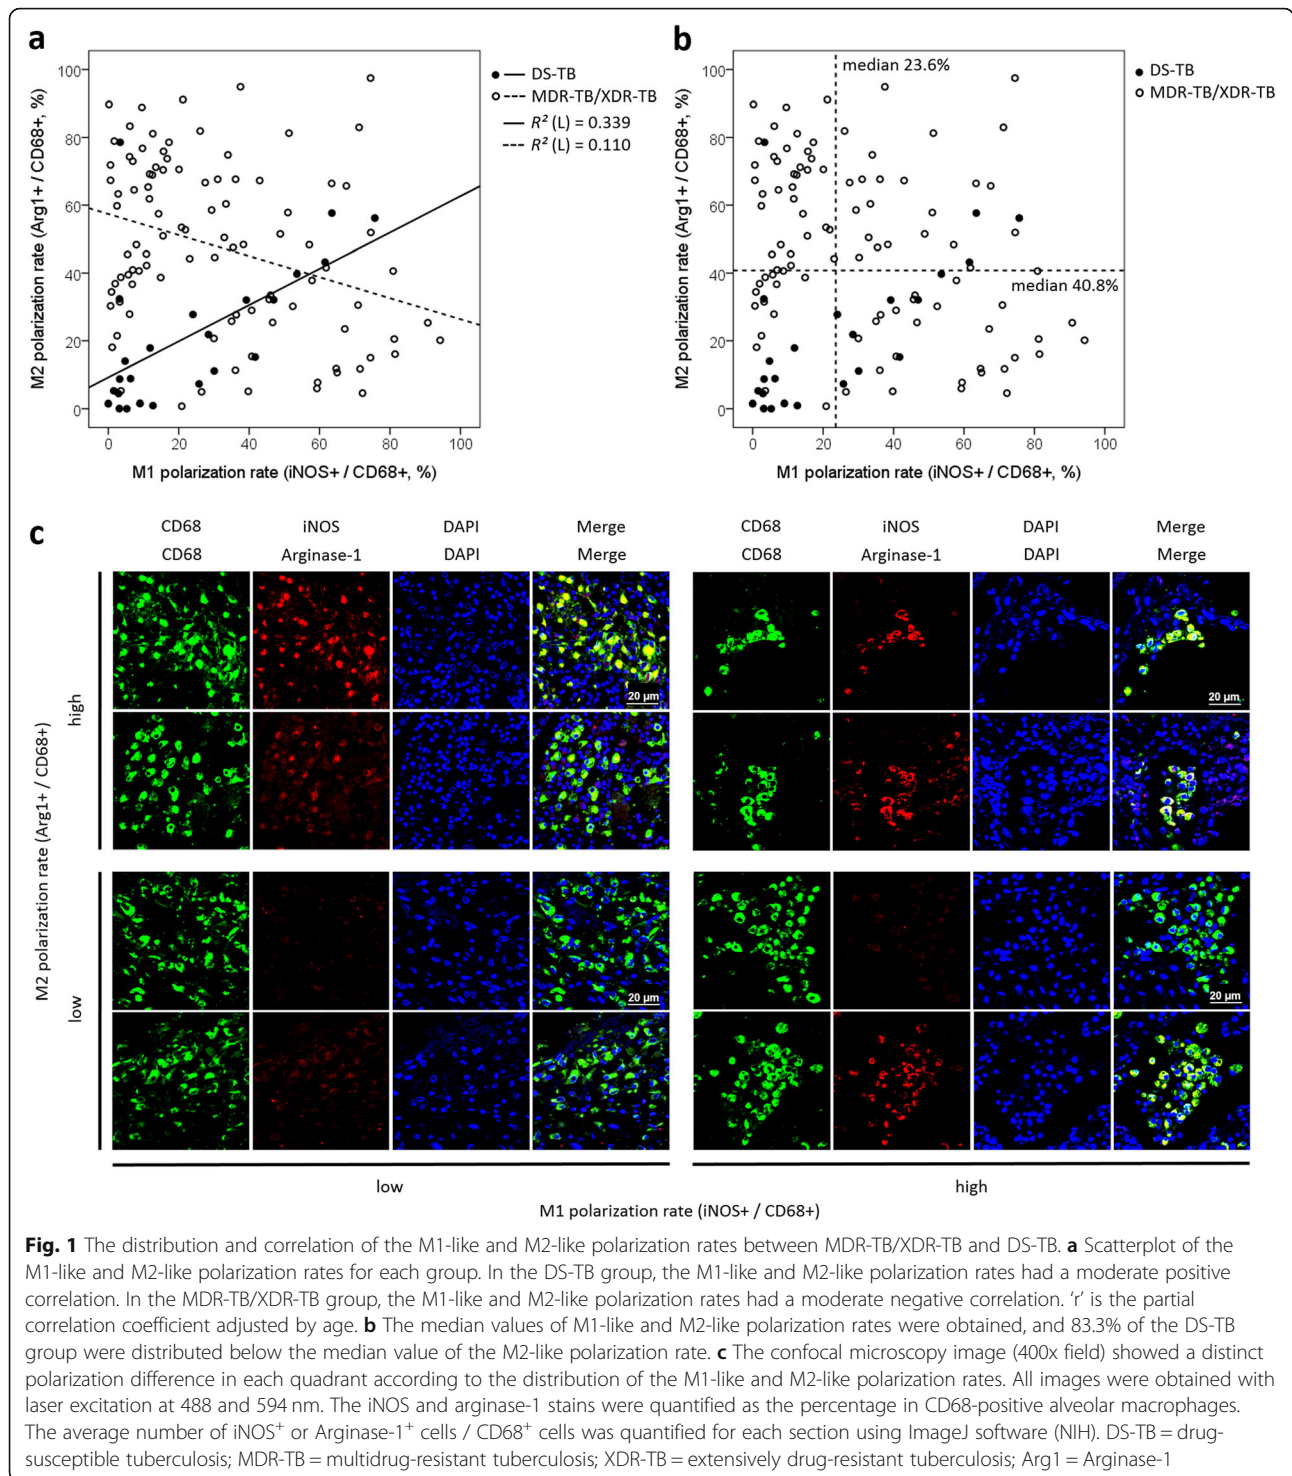 a
100
80
60
40
20
0
0 20 40 60 80 100
M2 polarization rate (Arg1+ / CD68+, %)
M1 polarization rate (iNOS+ / CD68+, %)
DS-TB
MDR-TB/XDR-TB
R² (L) = 0.339
R² (L) = 0.110
b
100
80
60
40
20
0
0 20 40 60 80 100
M2 polarization rate (Arg1+ / CD68+, %)
M1 polarization rate (iNOS+ / CD68+, %)
median 23.6%
median 40.8%
DS-TB
MDR-TB/XDR-TB
c
CD68 iNOS DAPI Merge CD68 iNOS DAPI Merge
CD68 Arginase-1 DAPI Merge CD68 Arginase-1 DAPI Merge
M2 polarization rate (Arg1+ / CD68+)
high
20 µm 20 µm
low
20 µm 20 µm
low high
M1 polarization rate (iNOS+ / CD68+)
Fig. 1 The distribution and correlation of the M1-like and M2-like polarization rates between MDR-TB/XDR-TB and DS-TB. a Scatterplot of the
M1-like and M2-like polarization rates for each group. In the DS-TB group, the M1-like and M2-like polarization rates had a moderate positive
correlation. In the MDR-TB/XDR-TB group, the M1-like and M2-like polarization rates had a moderate negative correlation. ‘r’ is the partial
correlation coefficient adjusted by age. b The median values of M1-like and M2-like polarization rates were obtained, and 83.3% of the DS-TB
group were distributed below the median value of the M2-like polarization rate. c The confocal microscopy image (400x field) showed a distinct
polarization difference in each quadrant according to the distribution of the M1-like and M2-like polarization rates. All images were obtained with
laser excitation at 488 and 594 nm. The iNOS and arginase-1 stains were quantified as the percentage in CD68-positive alveolar macrophages.
The average number of iNOS⁺ or Arginase-1⁺ cells / CD68⁺ cells was quantified for each section using ImageJ software (NIH). DS-TB = drug-
susceptible tuberculosis; MDR-TB = multidrug-resistant tuberculosis; XDR-TB = extensively drug-resistant tuberculosis; Arg1 = Arginase-1